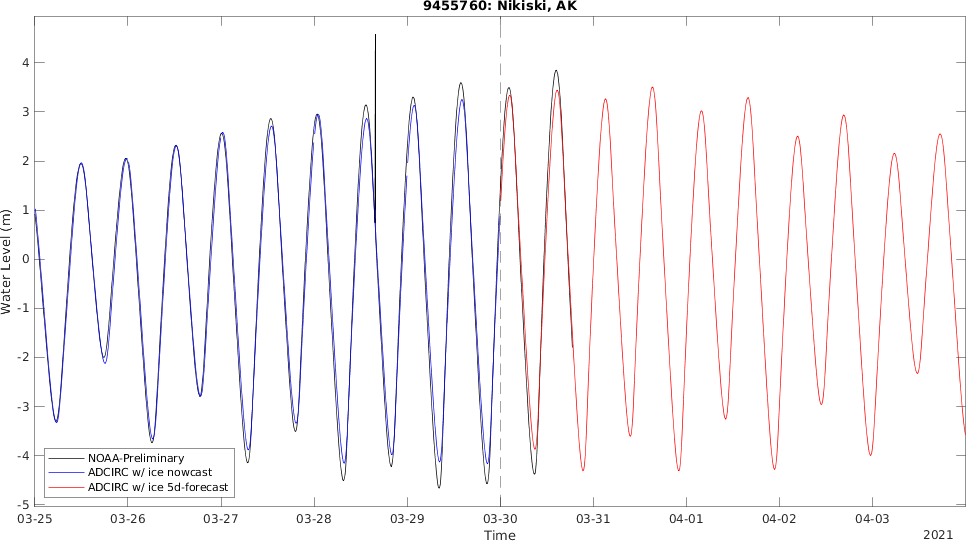 9455760: Nikiski, AK
4
3
2
1
0
-1
-2
-3
-4
-5
Water Level (m)
NOAA-Preliminary
ADCIRC w/ ice nowcast
ADCIRC w/ ice 5d-forecast
03-25 03-26 03-27 03-28 03-29 03-30 03-31 04-01 04-02 04-03
Time
2021